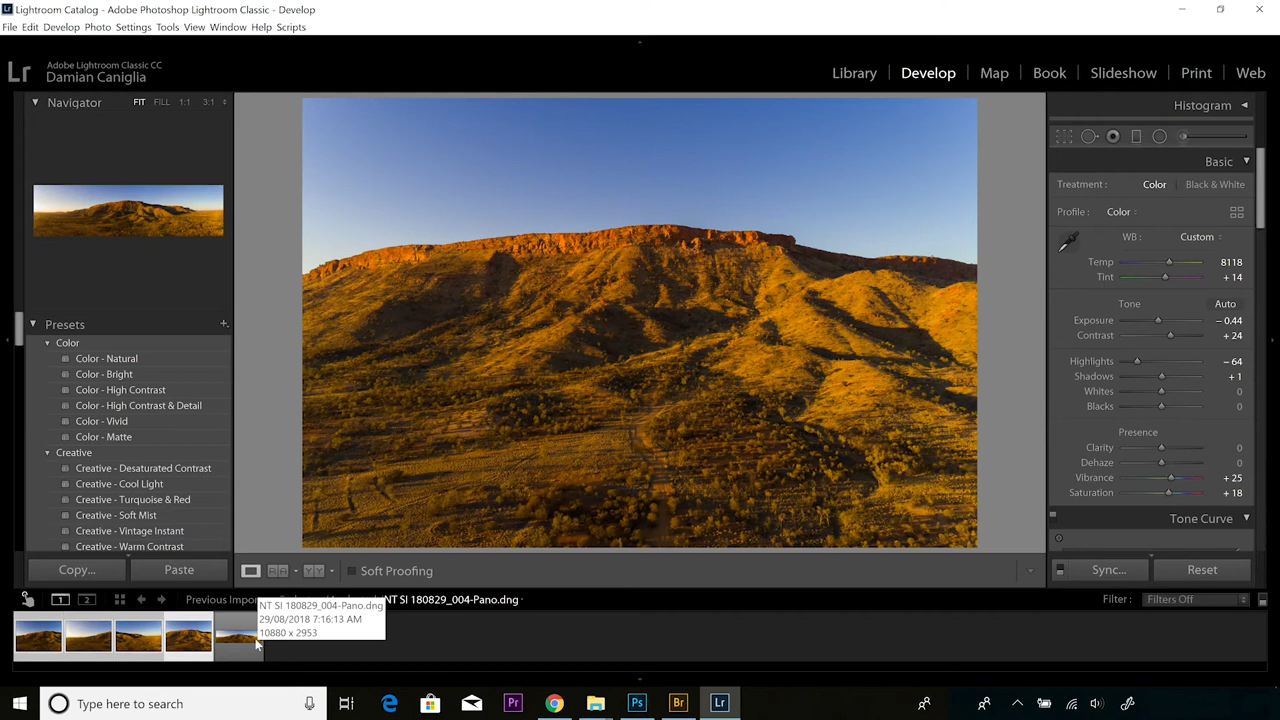 Lightroom Catalog - Adobe Photoshop Lightroom Classic - Develop
File Edit Develop Photo Settings Tools View Window Help Scripts
Lr
Adobe Lightroom Classic CC
Damian Caniglia
Library Develop Map Book Slideshow Print Web
Navigator FIT FILL 1:1 3:1
Presets +
Color
Color - Natural
Color - Bright
Color - High Contrast
Color - High Contrast & Detail
Color - Vivid
Color - Matte
Creative
Creative - Desaturated Contrast
Creative - Cool Light
Creative - Turquoise & Red
Creative - Soft Mist
Creative - Vintage Instant
Creative - Warm Contrast
Copy... Paste
Histogram
Basic
Treatment : Color Black & White
Profile : Color
WB : Custom
Temp 8118
Tint + 14
Tone Auto
Exposure – 0.44
Contrast + 24
Highlights – 64
Shadows + 1
Whites 0
Blacks 0
Presence
Clarity 0
Dehaze 0
Vibrance + 25
Saturation + 18
Tone Curve
Sync... Reset
Soft Proofing
1 2 Previous Impor NT SI 180829_004-Pano.dng
Filter : Filters Off
NT SI 180829_004-Pano.dng
29/08/2018 7:16:13 AM
10880 x 2953
Type here to search
Pr Ps Br Lr